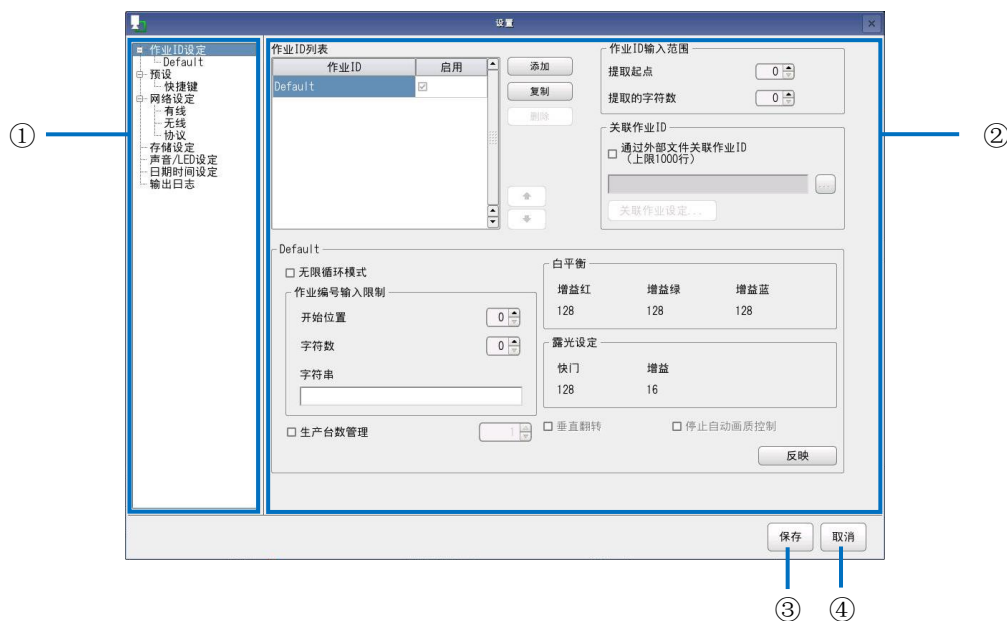 设置
作业ID设定
Default
预设
快捷键
网络设定
有线
无线
协议
存储设定
声音/LED设定
日期时间设定
输出日志
①
作业ID列表
作业ID 启用
Default
添加
复制
删除
作业ID输入范围
提取起点 0
提取的字符数 0
关联作业ID
通过外部文件关联作业ID
(上限1000行)
...
关联作业设定...
②
Default
无限循环模式
作业编号输入限制
开始位置 0
字符数 0
字符串
生产台数管理 1
白平衡
增益红 增益绿 增益蓝
128 128 128
露光设定
快门 增益
128 16
垂直翻转 停止自动画质控制
反映
保存 取消
③ ④